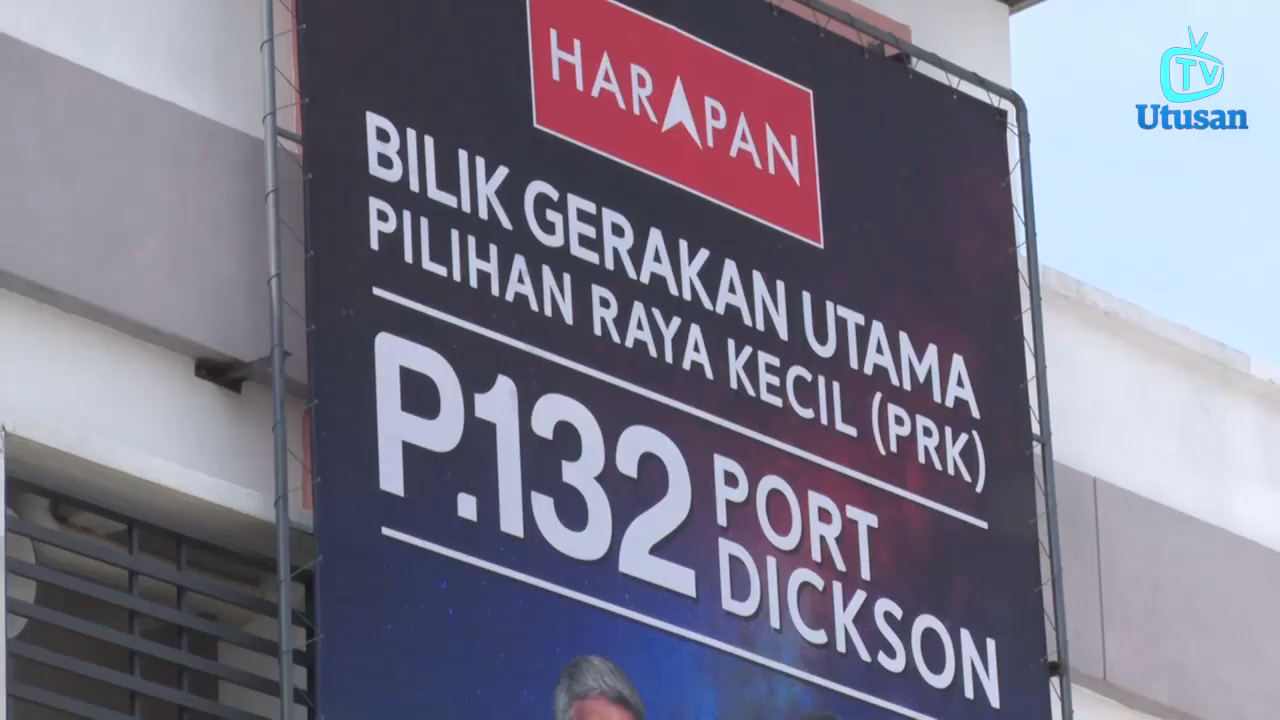 HARAPAN
BILIK GERAKAN UTAMA
PILIHAN RAYA KECIL (PRK)
P.132
PORT
DICKSON
TV
Utusan